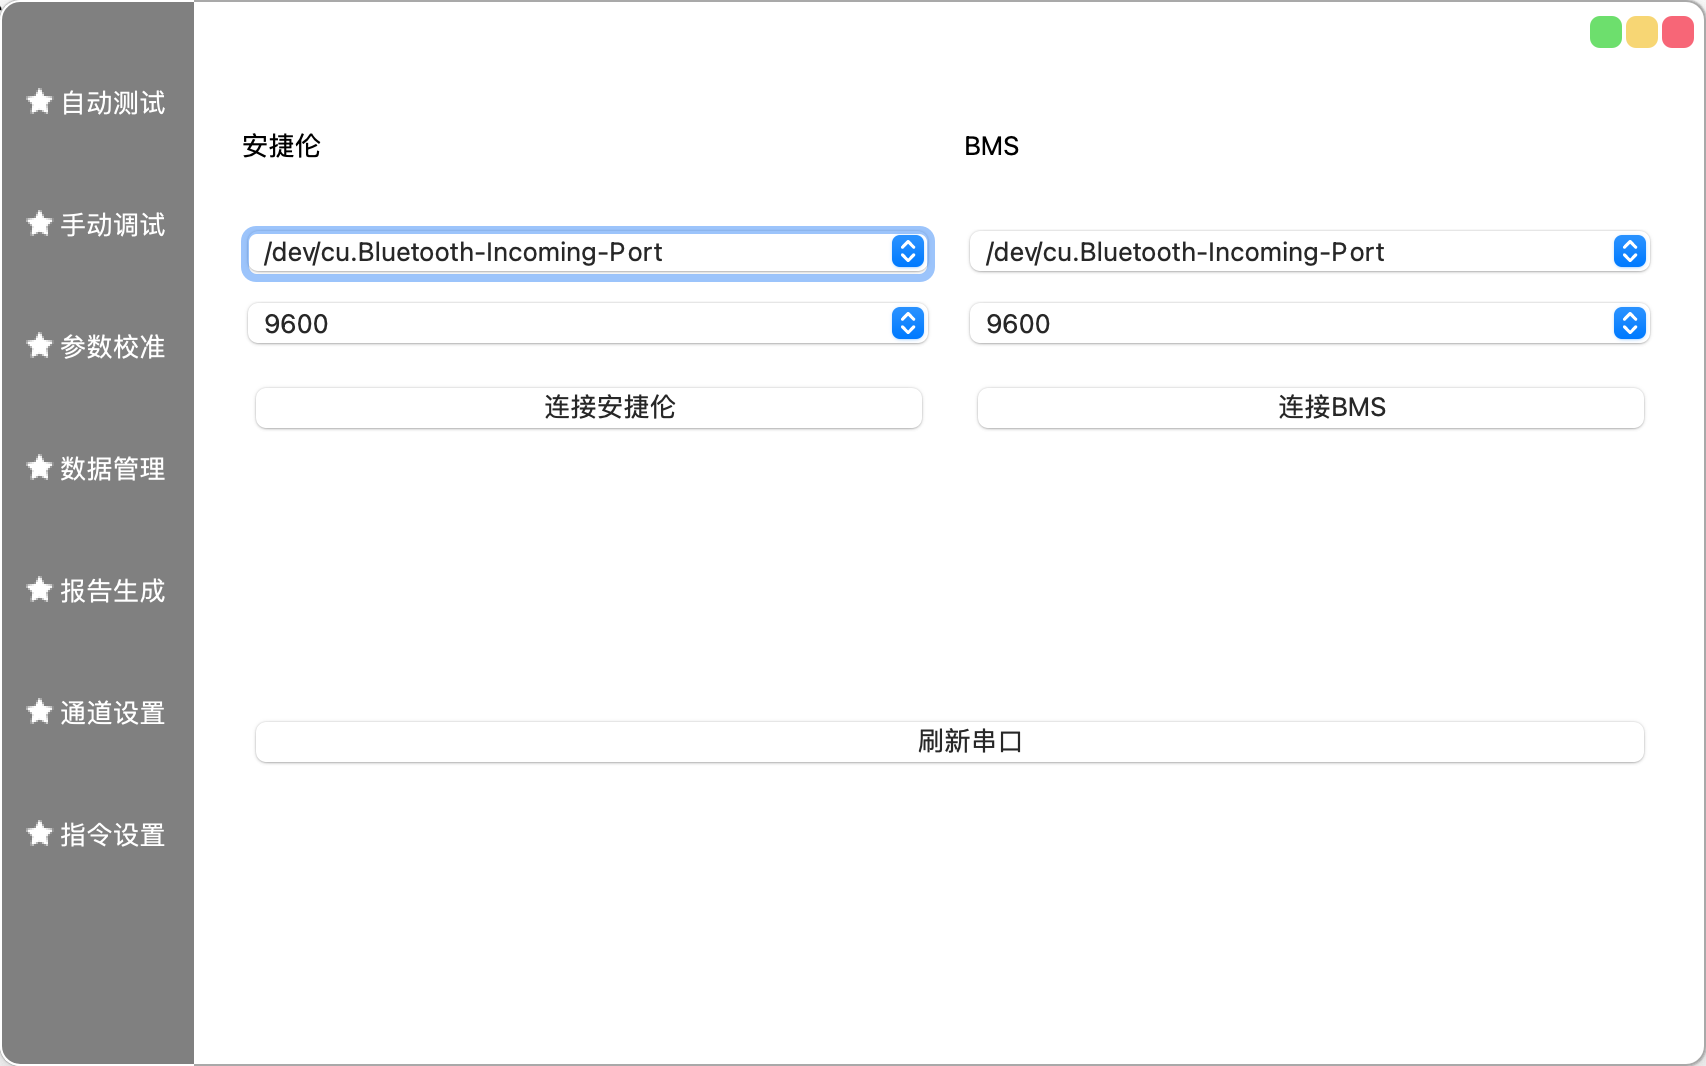 自动测试
手动调试
参数校准
数据管理
报告生成
通道设置
指令设置
安捷伦
/dev/cu.Bluetooth-Incoming-Port
9600
连接安捷伦
BMS
/dev/cu.Bluetooth-Incoming-Port
9600
连接BMS
刷新串口